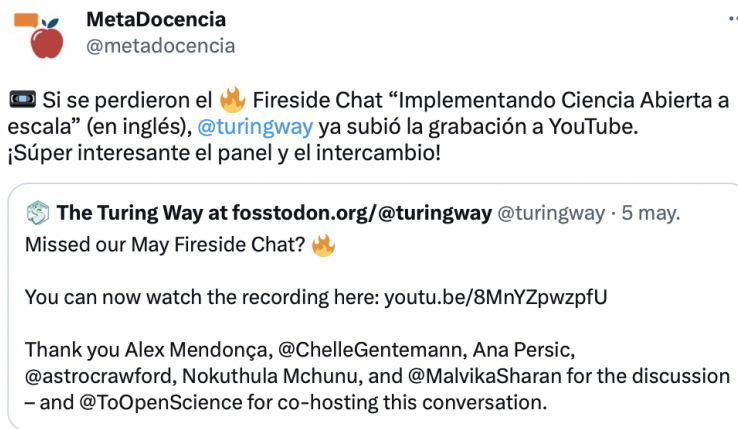 MetaDocencia
@metadocencia
📼 Si se perdieron el 🔥 Fireside Chat “Implementando Ciencia Abierta a
escala” (en inglés), @turingway ya subió la grabación a YouTube.
¡Súper interesante el panel y el intercambio!
The Turing Way at fosstodon.org/@turingway @turingway · 5 may.
Missed our May Fireside Chat? 🔥
You can now watch the recording here: youtu.be/8MnYZpwzpfU
Thank you Alex Mendonça, @ChelleGentemann, Ana Persic,
@astrocrawford, Nokuthula Mchunu, and @MalvikaSharan for the discussion
– and @ToOpenScience for co-hosting this conversation.